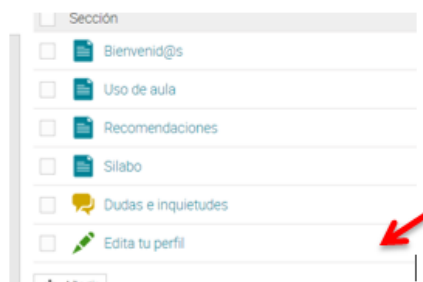 Sección
Bienvenid@s
Uso de aula
Recomendaciones
Silabo
Dudas e inquietudes
Edita tu perfil